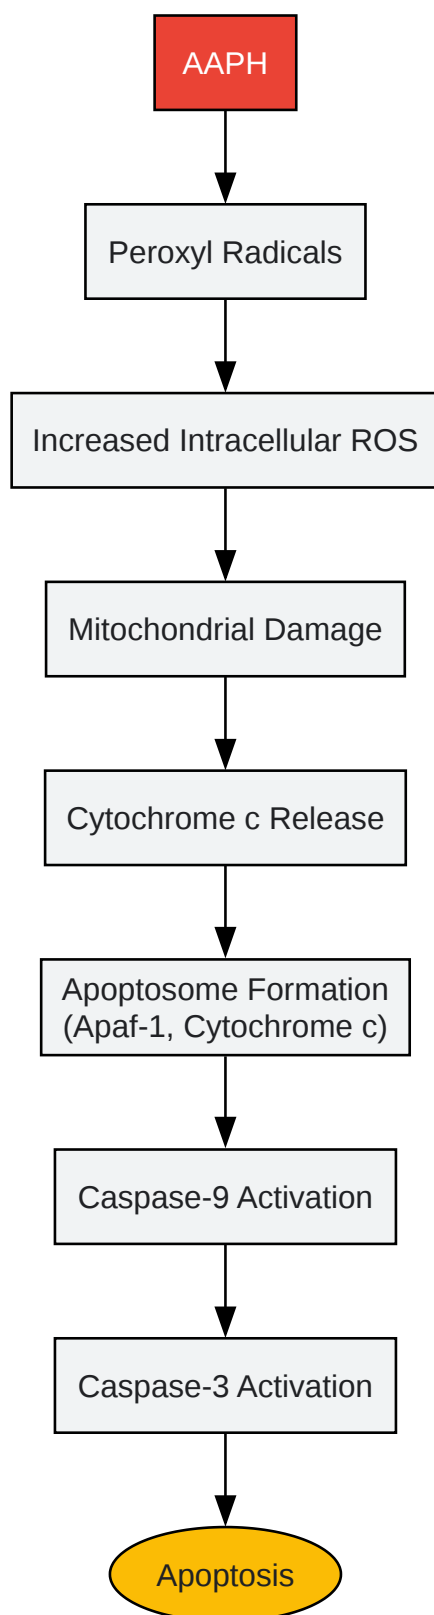 AAPH
Peroxyl Radicals
Increased Intracellular ROS
Mitochondrial Damage
Cytochrome c Release
Apoptosome Formation
(Apaf-1, Cytochrome c)
Caspase-9 Activation
Caspase-3 Activation
Apoptosis